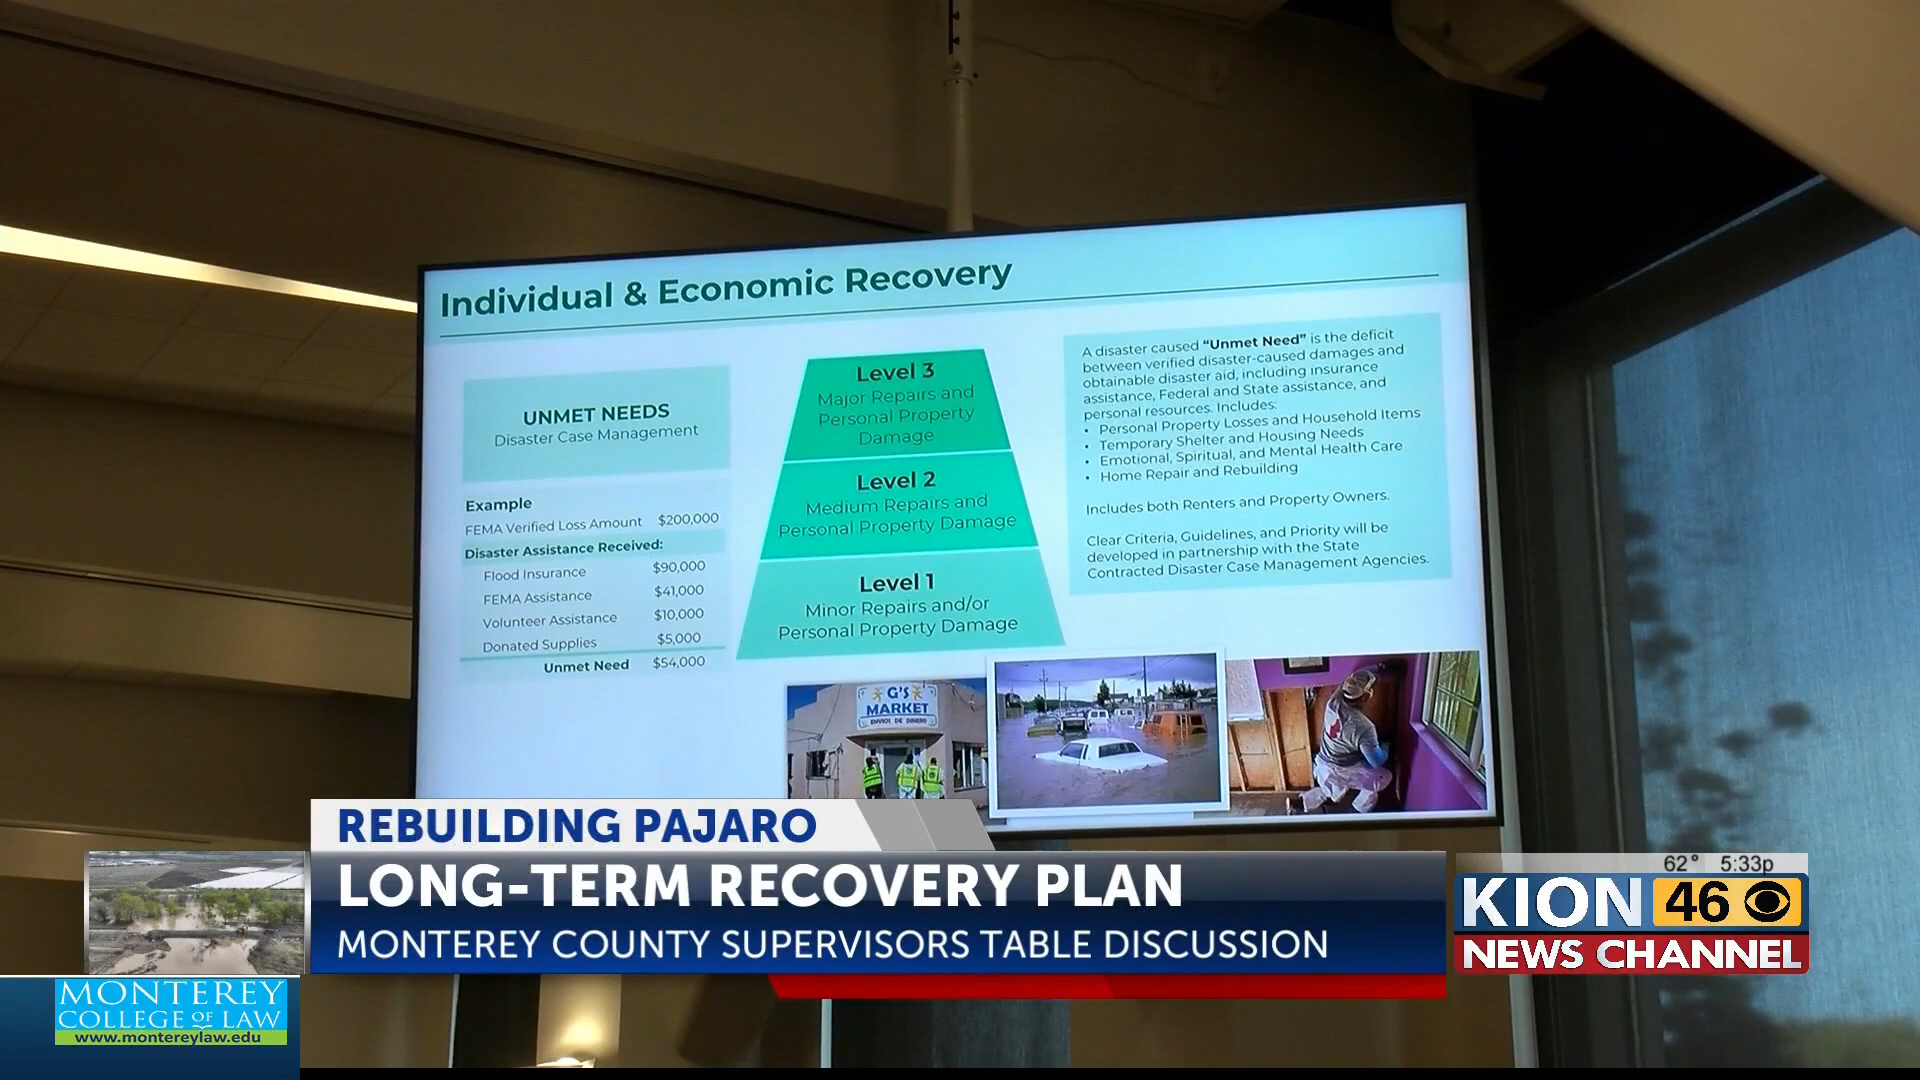 Individual & Economic Recovery
UNMET NEEDS
Disaster Case Management
Example
FEMA Verified Loss Amount $200,000
Disaster Assistance Received:
Flood Insurance $90,000
FEMA Assistance $41,000
Volunteer Assistance $10,000
Donated Supplies $5,000
Unmet Need $54,000
Level 3
Major Repairs and
Personal Property
Damage
Level 2
Medium Repairs and
Personal Property Damage
Level 1
Minor Repairs and/or
Personal Property Damage
A disaster caused “Unmet Need” is the deficit
between verified disaster-caused damages and
obtainable disaster aid, including insurance
assistance, Federal and State assistance, and
personal resources. Includes:
• Personal Property Losses and Household Items
• Temporary Shelter and Housing Needs
• Emotional, Spiritual, and Mental Health Care
• Home Repair and Rebuilding
Includes both Renters and Property Owners.
Clear Criteria, Guidelines, and Priority will be
developed in partnership with the State
Contracted Disaster Case Management Agencies.
G'S
MARKET
ENVIOS DE DINERO
REBUILDING PAJARO
LONG-TERM RECOVERY PLAN
MONTEREY COUNTY SUPERVISORS TABLE DISCUSSION
62° 5:33p
KION 46
NEWS CHANNEL
MONTEREY
COLLEGE OF LAW
www.montereylaw.edu